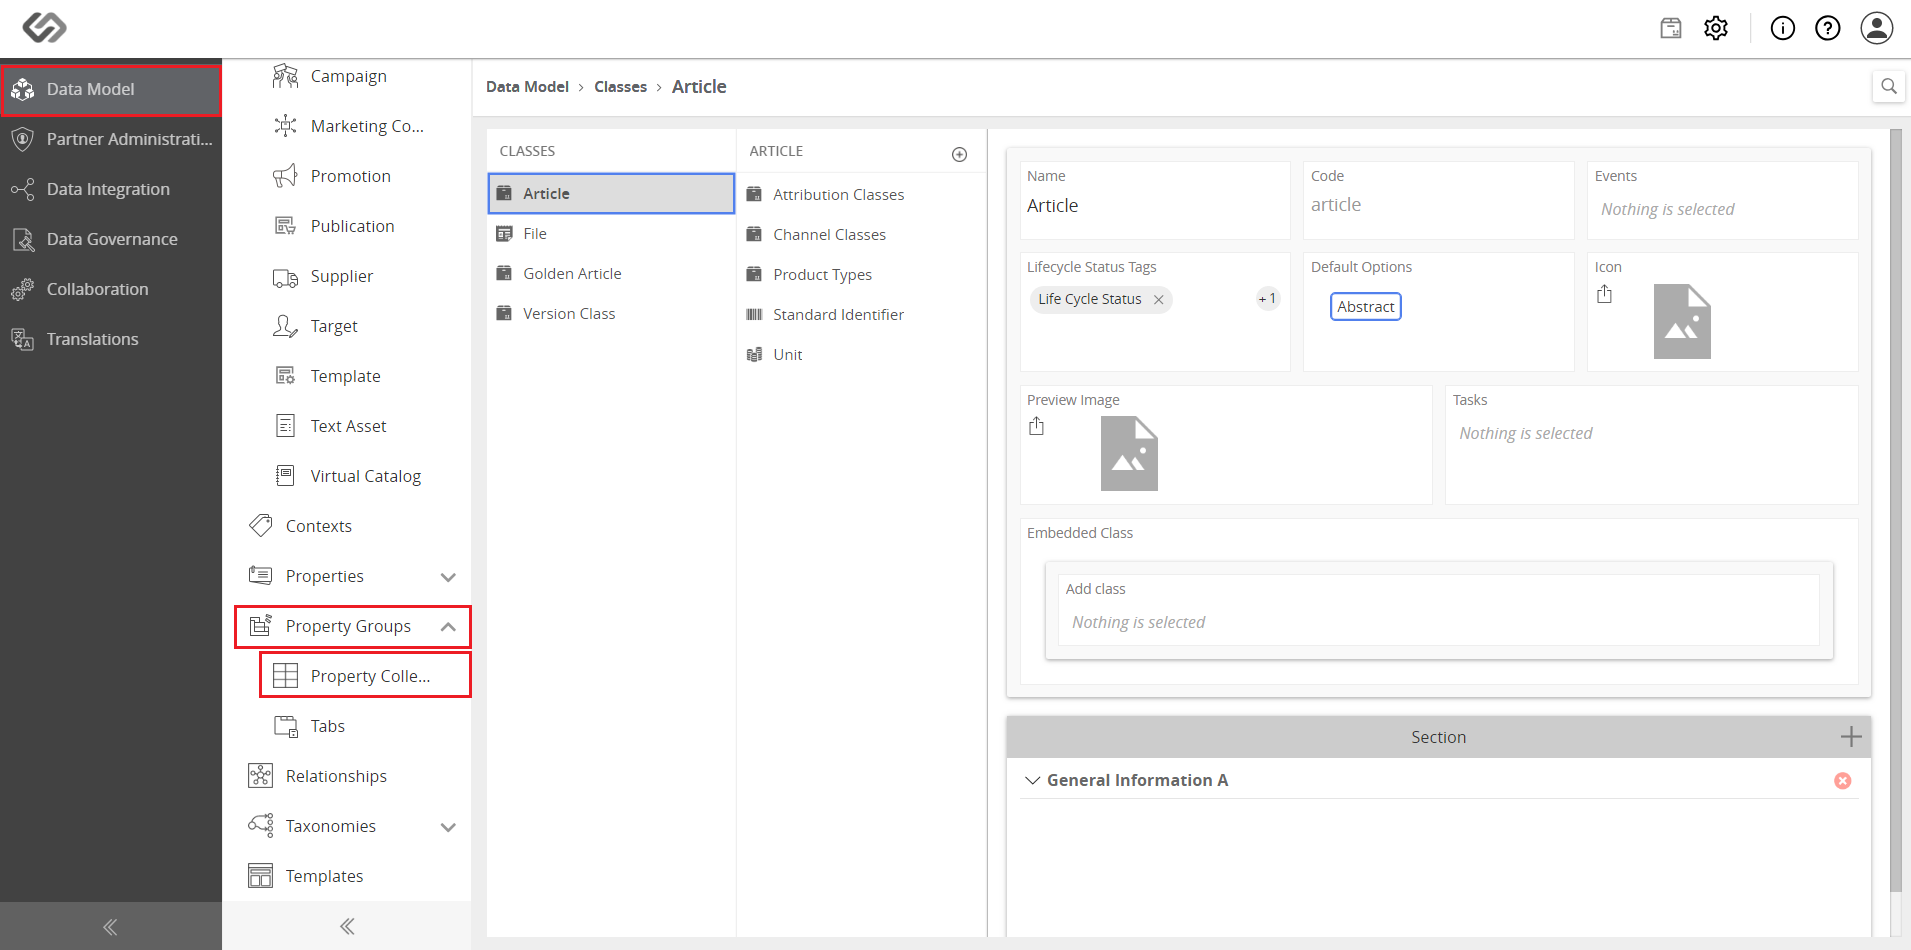 Data Model
Partner Administrati...
Data Integration
Data Governance
Collaboration
Translations
Campaign
Marketing Co...
Promotion
Publication
Supplier
Target
Template
Text Asset
Virtual Catalog
Contexts
Properties
Property Groups
Property Colle...
Tabs
Relationships
Taxonomies
Templates
Data Model > Classes > Article
CLASSES
Article
File
Golden Article
Version Class
ARTICLE
Attribution Classes
Channel Classes
Product Types
Standard Identifier
Unit
Name
Article
Code
article
Events
Nothing is selected
Lifecycle Status Tags
Life Cycle Status
+1
Default Options
Abstract
Icon
Preview Image
Tasks
Nothing is selected
Embedded Class
Add class
Nothing is selected
Section
General Information A